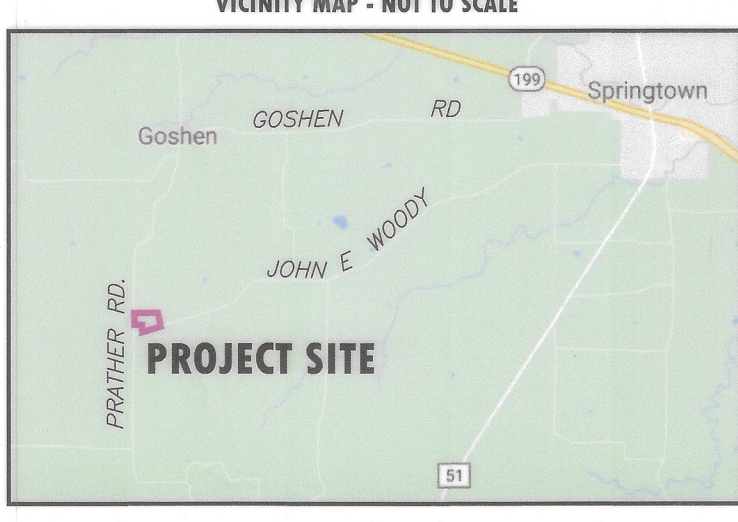 VICINITY MAP - NOT TO SCALE
199
Springtown
GOSHEN RD
Goshen
JOHN E WOODY
PRATHER RD.
PROJECT SITE
51